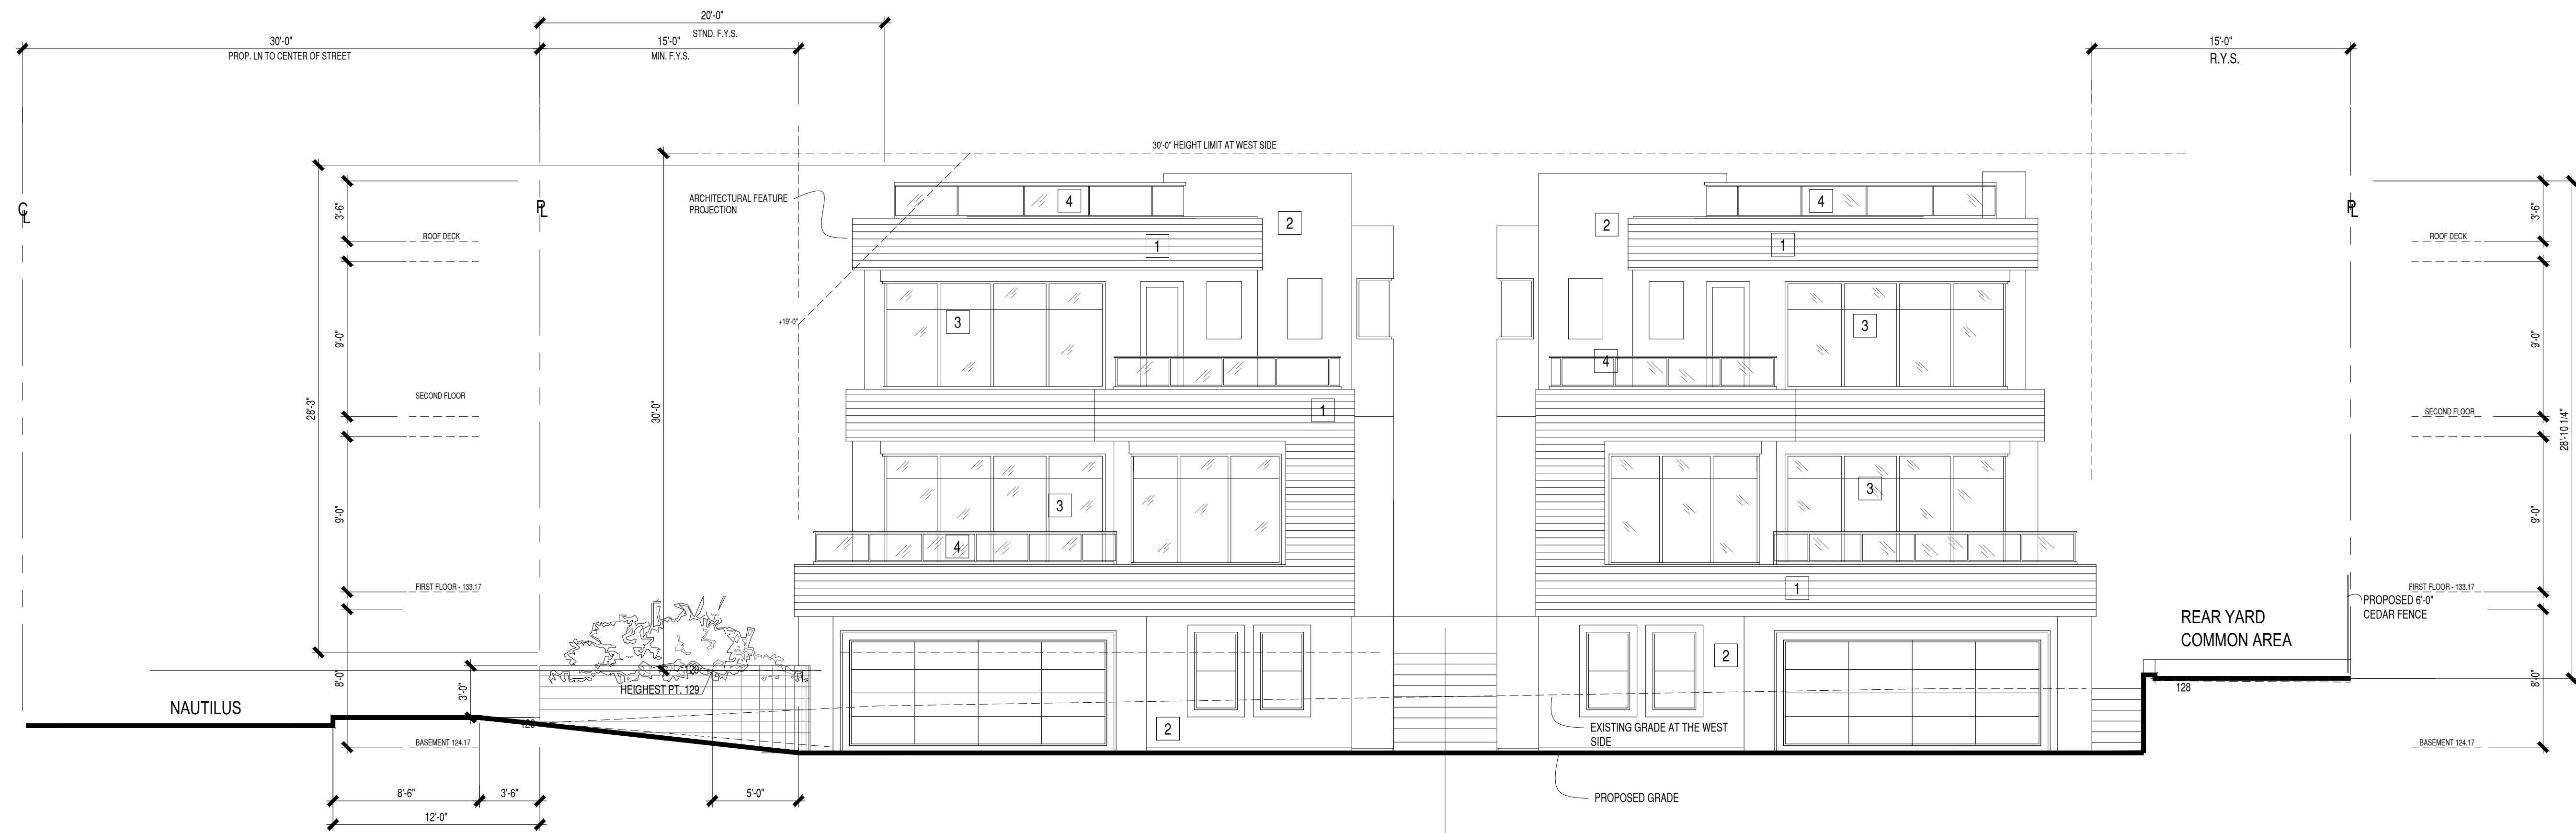 20'-0"
STND. F.Y.S.
30'-0"
PROP. LN TO CENTER OF STREET
15'-0"
MIN. F.Y.S.
15'-0"
R.Y.S.
30'-0" HEIGHT LIMIT AT WEST SIDE
ARCHITECTURAL FEATURE
PROJECTION
CL
PL
PL
3'-6"
ROOF DECK
9'-0"
SECOND FLOOR
28'-3"
9'-0"
FIRST FLOOR - 133.17
8'-0"
3'-0"
BASEMENT 124.17
30'-0"
+19'-0"
4
2
1
3
1
3
4
2
2
4
1
3
4
3
1
2
129
HEIGHEST PT. 129
NAUTILUS
EXISTING GRADE AT THE WEST
SIDE
PROPOSED GRADE
8'-6"
3'-6"
12'-0"
5'-0"
REAR YARD
COMMON AREA
128
PROPOSED 6'-0"
CEDAR FENCE
3'-6"
ROOF DECK
9'-0"
SECOND FLOOR
28'-10 1/4"
9'-0"
FIRST FLOOR - 133.17
8'-0"
BASEMENT 124.17